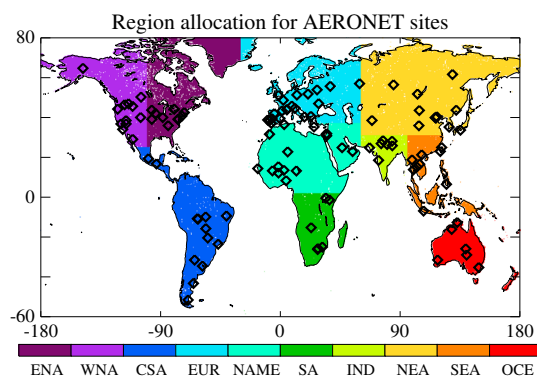 Region allocation for AERONET sites
80
0
-60
-180 -90 0 90 180
ENA WNA CSA EUR NAME SA IND NEA SEA OCE